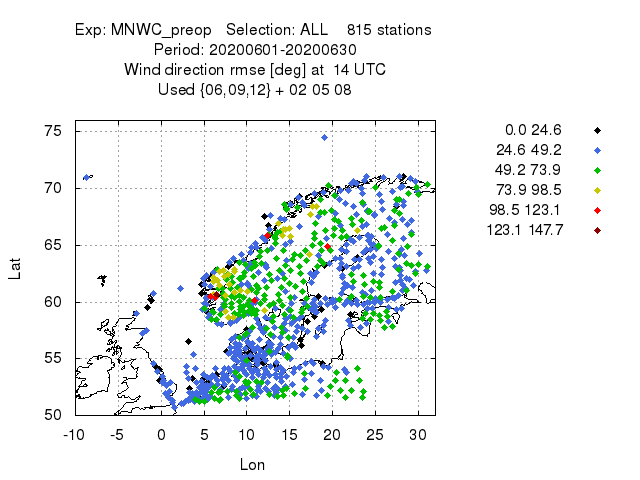 Exp: MNWC_preop   Selection: ALL    815 stations
Period: 20200601-20200630
Wind direction rmse [deg] at  14 UTC
Used {06,09,12} + 02 05 08
0.0 24.6
24.6 49.2
49.2 73.9
73.9 98.5
98.5 123.1
123.1 147.7
Lat
75
70
65
60
55
50
-10 -5 0 5 10 15 20 25 30
Lon